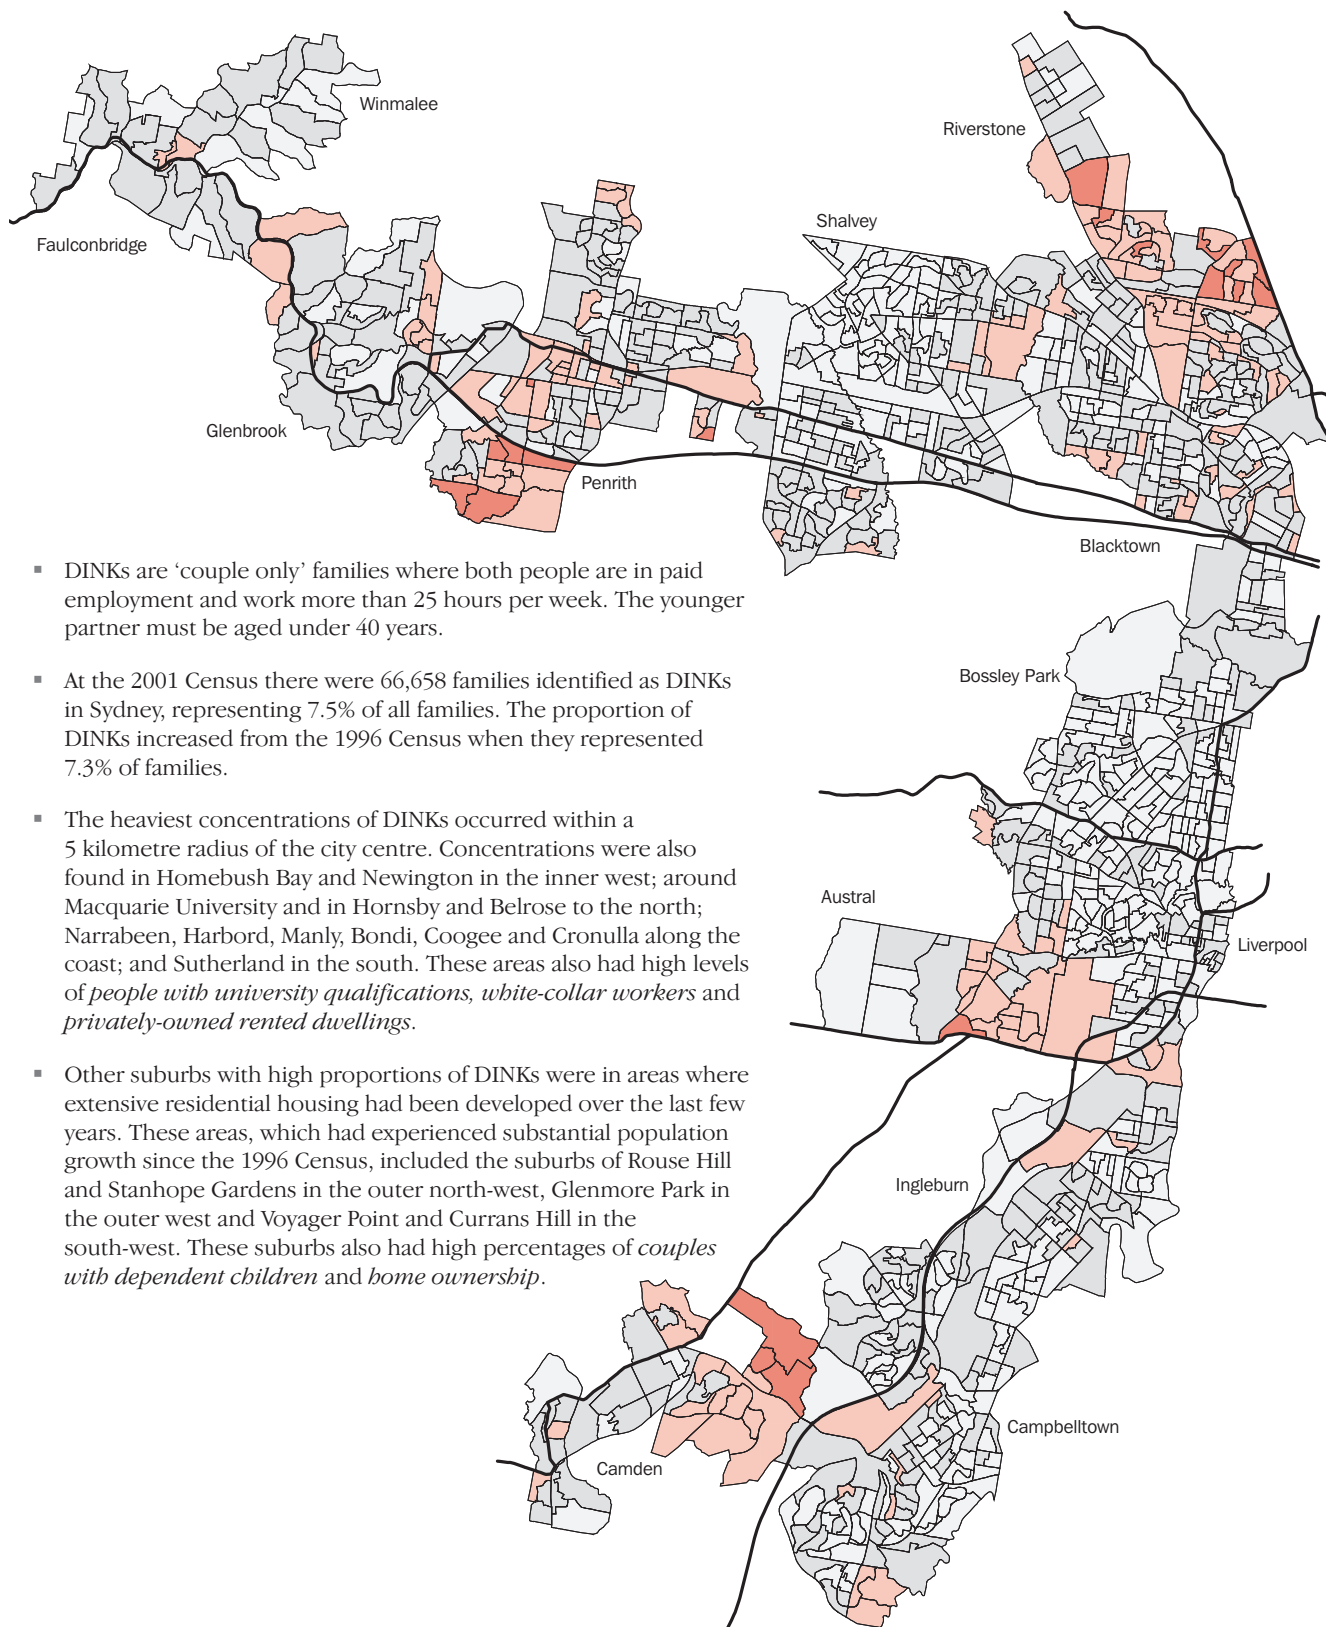 Winmalee
Riverstone
Shalvey
Faulconbridge
Glenbrook
Penrith
Blacktown
▪ DINKs are ‘couple only’ families where both people are in paid
employment and work more than 25 hours per week. The younger
partner must be aged under 40 years.
▪ At the 2001 Census there were 66,658 families identified as DINKs
in Sydney, representing 7.5% of all families. The proportion of
DINKs increased from the 1996 Census when they represented
7.3% of families.
▪ The heaviest concentrations of DINKs occurred within a
5 kilometre radius of the city centre. Concentrations were also
found in Homebush Bay and Newington in the inner west; around
Macquarie University and in Hornsby and Belrose to the north;
Narrabeen, Harbord, Manly, Bondi, Coogee and Cronulla along the
coast; and Sutherland in the south. These areas also had high levels
of people with university qualifications, white-collar workers and
privately-owned rented dwellings.
▪ Other suburbs with high proportions of DINKs were in areas where
extensive residential housing had been developed over the last few
years. These areas, which had experienced substantial population
growth since the 1996 Census, included the suburbs of Rouse Hill
and Stanhope Gardens in the outer north-west, Glenmore Park in
the outer west and Voyager Point and Currans Hill in the
south-west. These suburbs also had high percentages of couples
with dependent children and home ownership.
Bossley Park
Austral
Liverpool
Ingleburn
Campbelltown
Camden